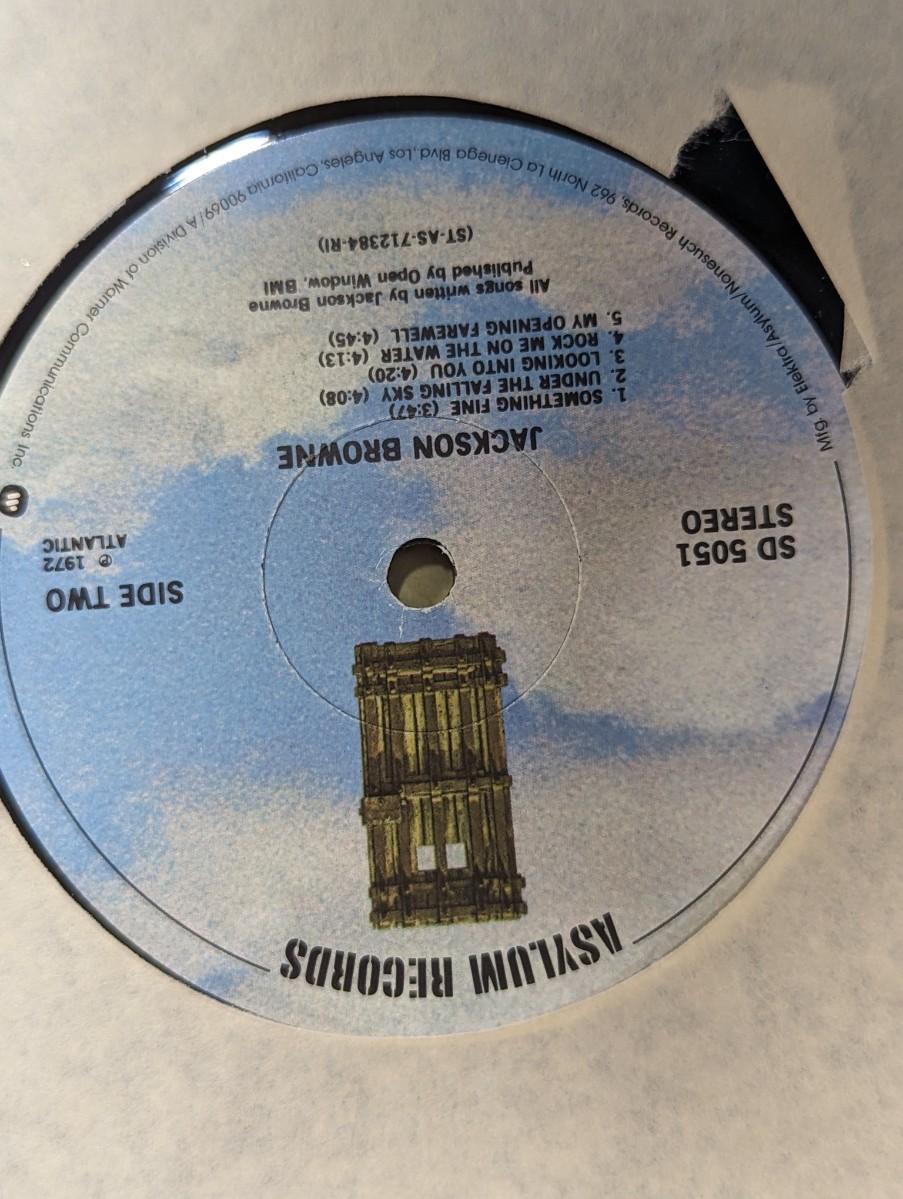 ASYLUM RECORDS
SIDE TWO
℗ 1972
ATLANTIC
SD 5051
STEREO
JACKSON BROWNE
1. SOMETHING FINE (3:47)
2. UNDER THE FALLING SKY (4:08)
3. LOOKING INTO YOU (4:20)
4. ROCK ME ON THE WATER (4:13)
5. MY OPENING FAREWELL (4:45)
All songs written by Jackson Browne
Published by Open Window, BMI
(ST-AS-712384-RI)
Mfg. by Elektra/Asylum/Nonesuch Records, 962 North La Cienega Blvd., Los Angeles, California 90069/A Division of Warner Communications Inc.